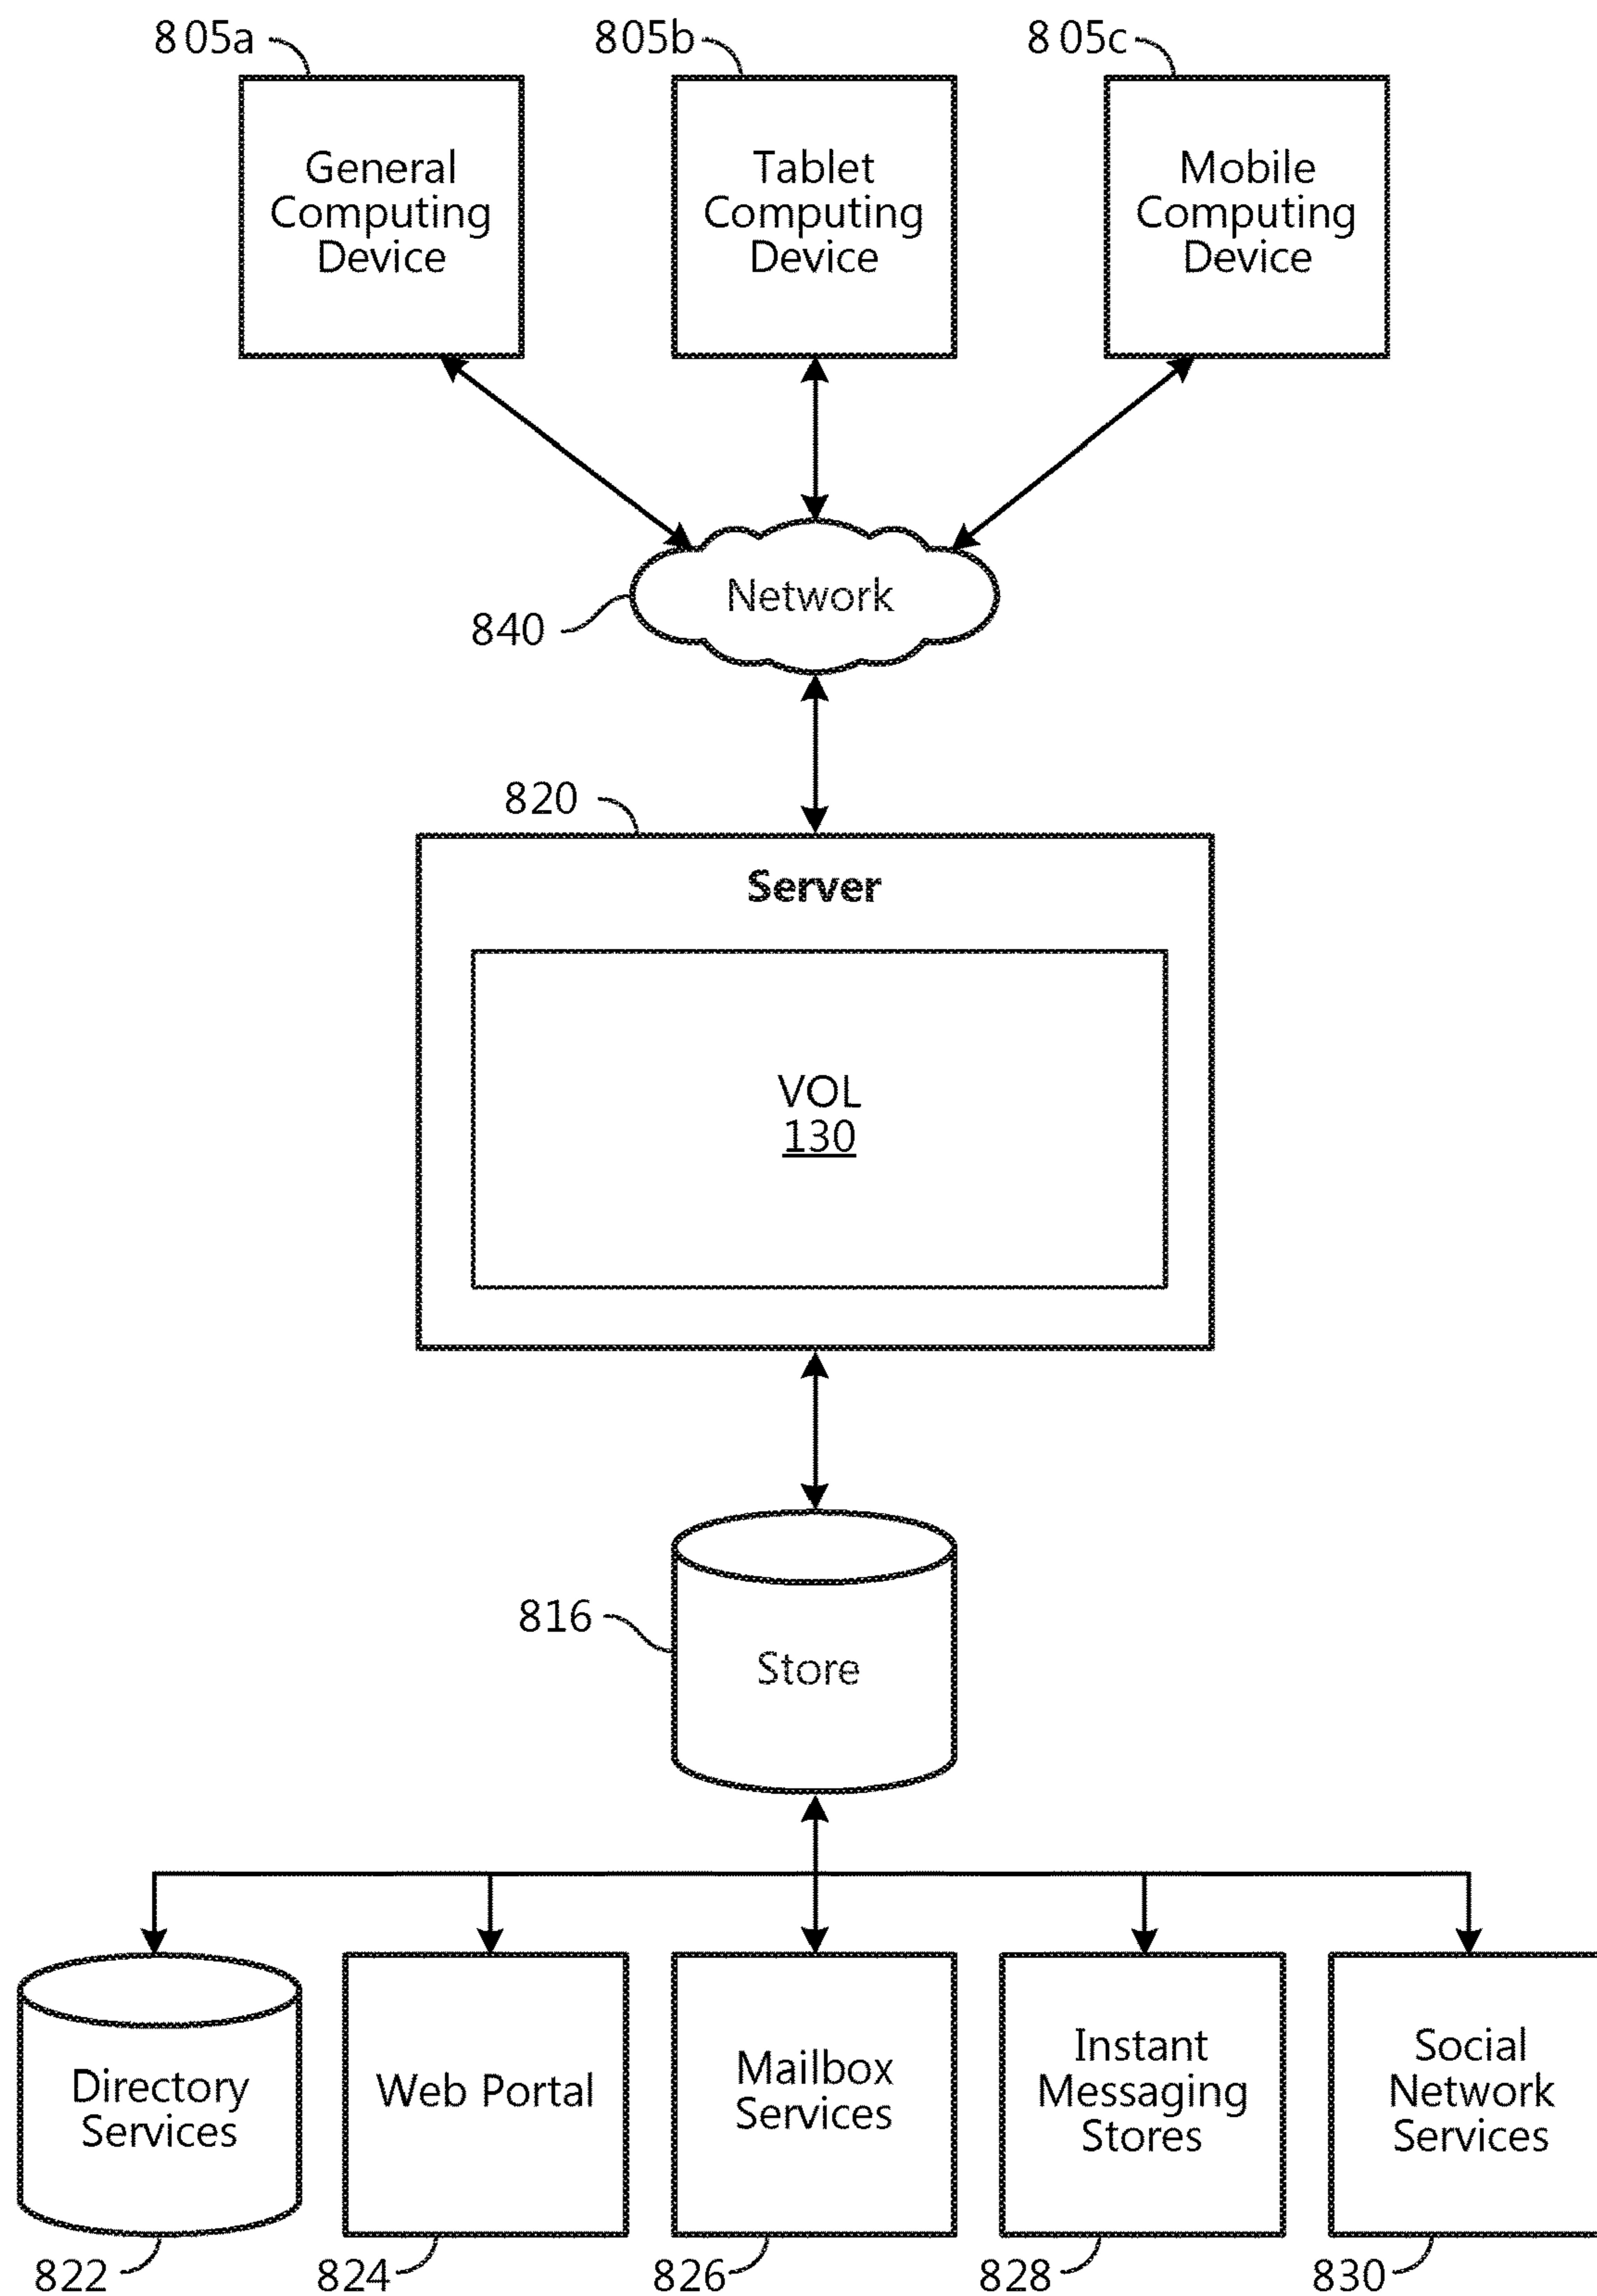 805a
805b
805c
General
Computing
Device
Tablet
Computing
Device
Mobile
Computing
Device
Network
840
820
Server
VOL
130
816
Store
Directory
Services
Web Portal
Mailbox
Services
Instant
Messaging
Stores
Social
Network
Services
822
824
826
828
830